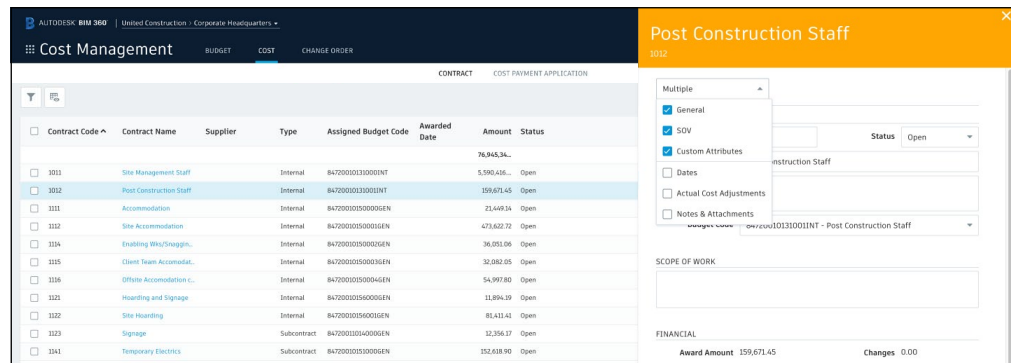 AUTODESK® BIM 360® | United Construction > Corporate Headquarters
Cost Management BUDGET COST CHANGE ORDER
CONTRACT COST PAYMENT APPLICATION
Contract Code Contract Name Supplier Type Assigned Budget Code Awarded Date Amount Status
76,945,34...
1011 Site Management Staff Internal 84720010131000INT 5,590,416... Open
1012 Post Construction Staff Internal 84720010131001INT 159,671.45 Open
1111 Accommodation Internal 84720010150000GEN 21,449.14 Open
1112 Site Accommodation Internal 84720010150001GEN 473,622.72 Open
1114 Enabling Wks/Snaggin... Internal 84720010150002GEN 36,051.06 Open
1115 Client Team Accomodat... Internal 84720010150003GEN 32,082.05 Open
1116 Offsite Accomodation c... Internal 84720010150004GEN 54,997.80 Open
1121 Hoarding and Signage Internal 84720010156000GEN 11,894.19 Open
1122 Site Hoarding Internal 84720010156001GEN 81,411.41 Open
1123 Signage Subcontract 84720011014000GEN 12,356.17 Open
1141 Temporary Electrics Subcontract 84720010151000GEN 152,618.90 Open
Post Construction Staff
1012
Multiple
General
SOV
Custom Attributes
Dates
Actual Cost Adjustments
Notes & Attachments
Status Open
nstruction Staff
Budget Code 84720010131001INT - Post Construction Staff
SCOPE OF WORK
FINANCIAL
Award Amount 159,671.45 Changes 0.00